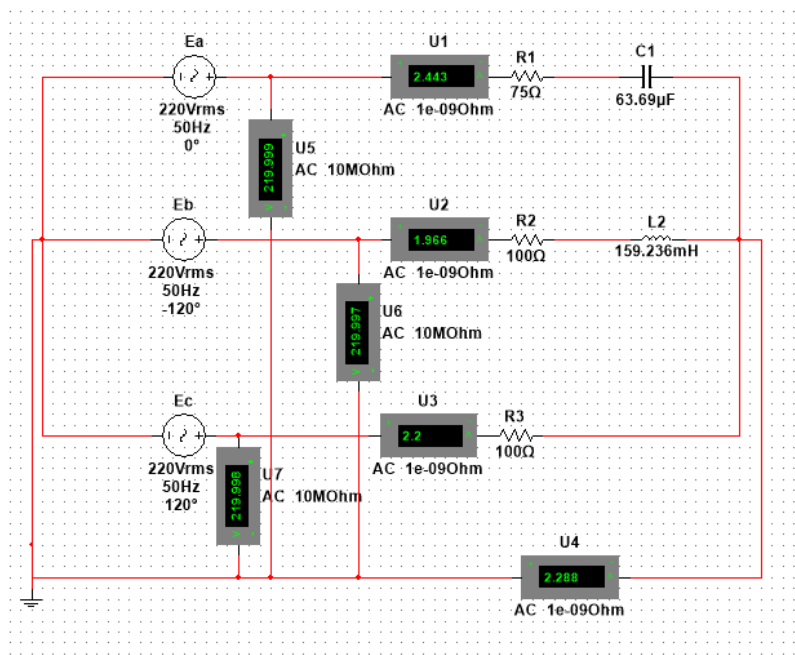 Ea
220Vrms
50Hz
0°
U1
2.443
AC 1e-09Ohm
R1
75Ω
C1
63.69µF
U5
219.999
AC 10MOhm
Eb
220Vrms
50Hz
-120°
U2
1.966
AC 1e-09Ohm
R2
100Ω
L2
159.236mH
U6
219.997
AC 10MOhm
Ec
220Vrms
50Hz
120°
U3
2.2
AC 1e-09Ohm
R3
100Ω
U7
219.998
AC 10MOhm
U4
2.288
AC 1e-09Ohm